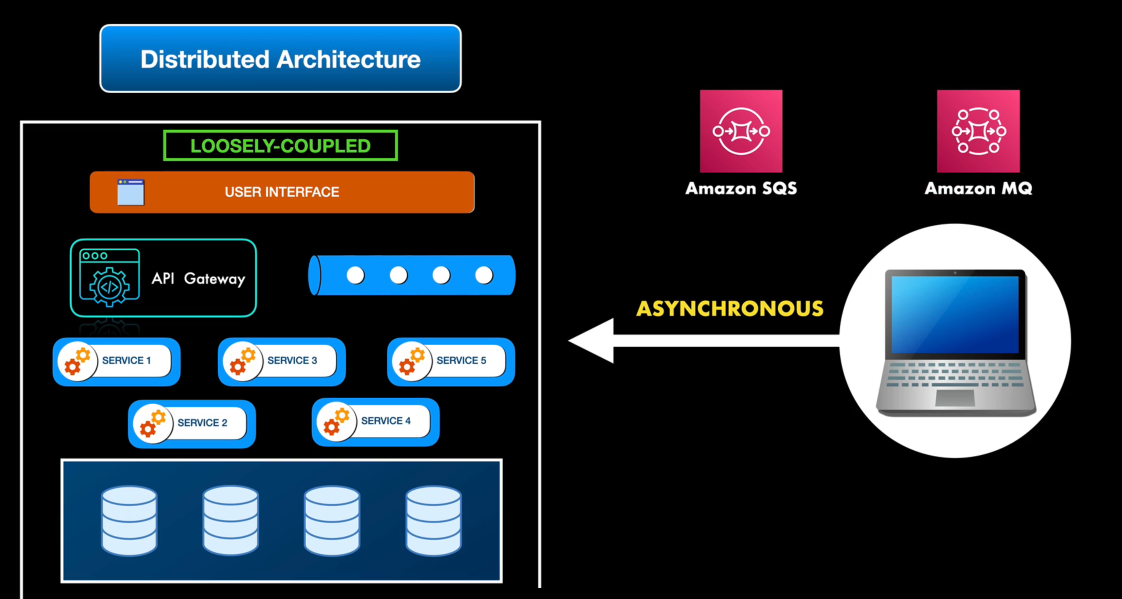 Distributed Architecture
LOOSELY-COUPLED
USER INTERFACE
API Gateway
SERVICE 1
SERVICE 3
SERVICE 5
SERVICE 2
SERVICE 4
Amazon SQS
Amazon MQ
ASYNCHRONOUS